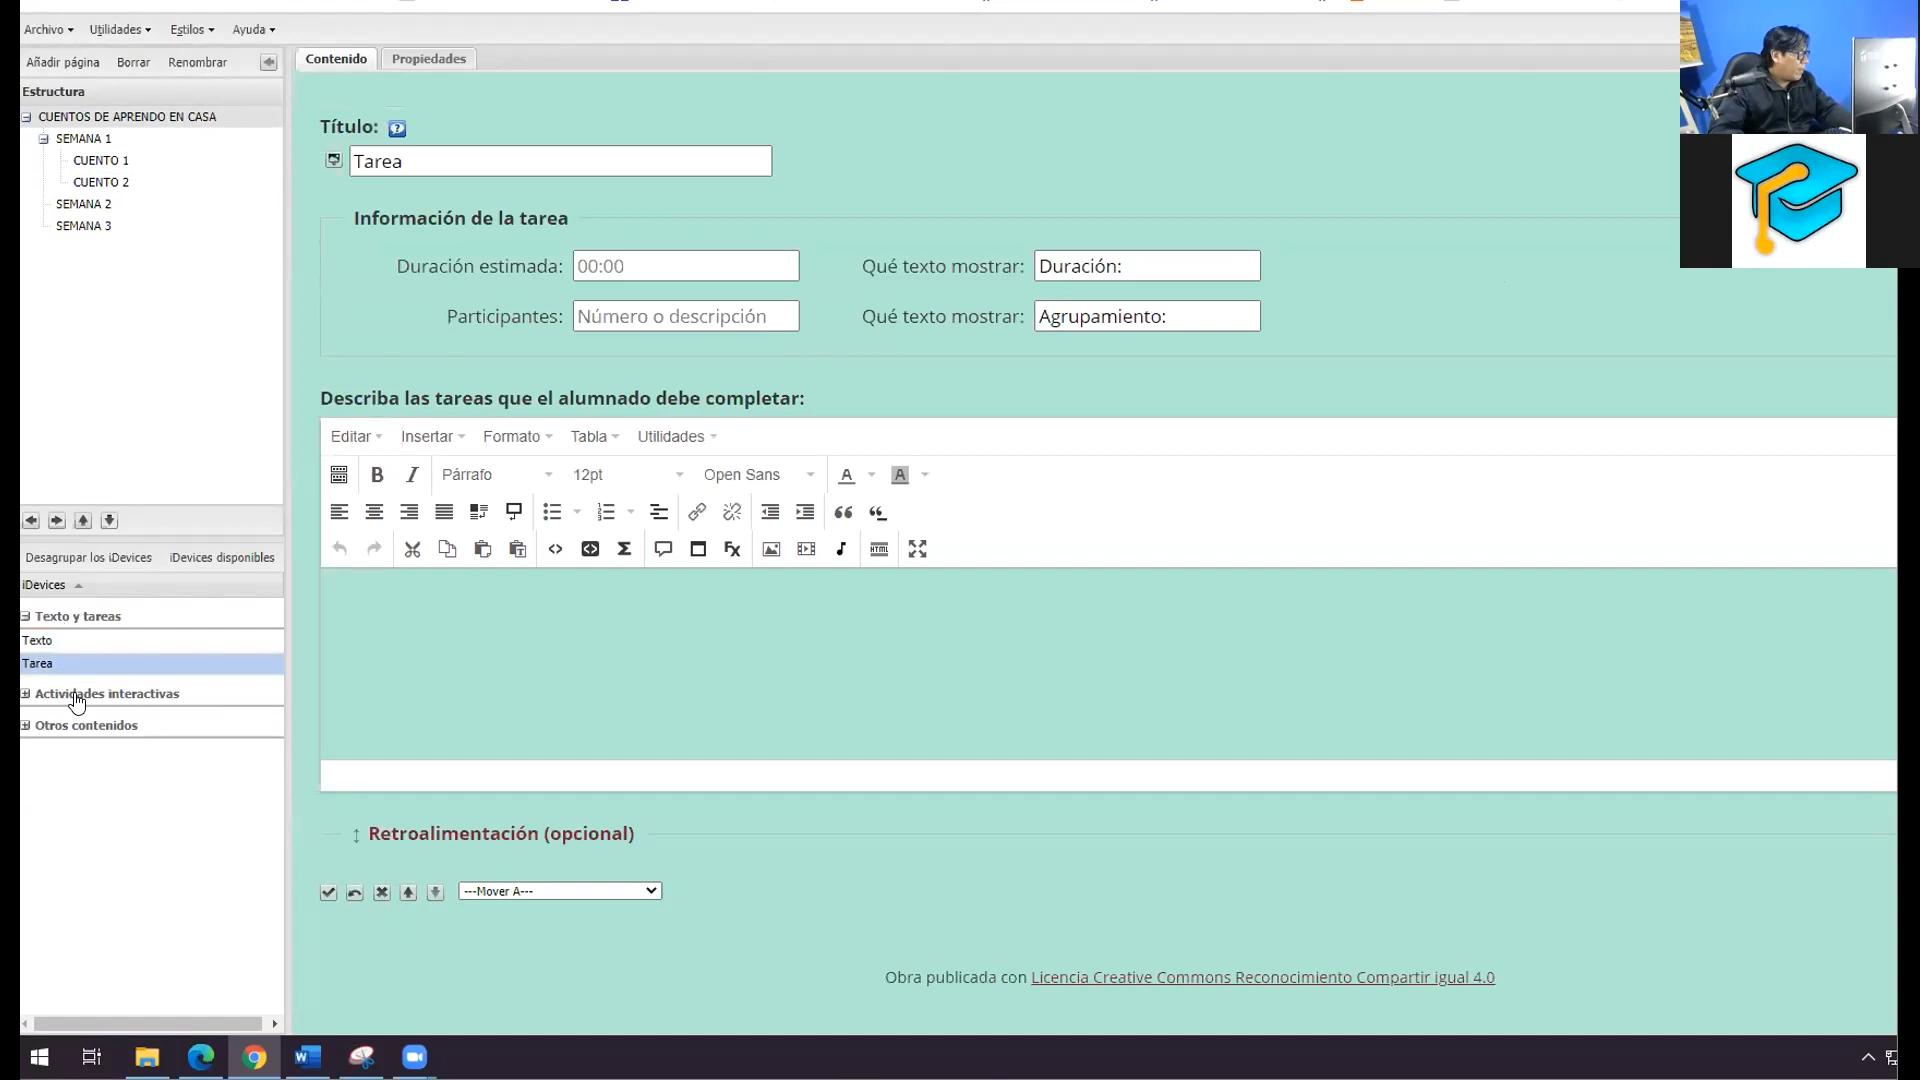 Archivo Utilidades Estilos Ayuda
Añadir página Borrar Renombrar
Contenido Propiedades
Estructura
CUENTOS DE APRENDO EN CASA
SEMANA 1
CUENTO 1
CUENTO 2
SEMANA 2
SEMANA 3
Título:
Tarea
Información de la tarea
Duración estimada: 00:00 Qué texto mostrar: Duración:
Participantes: Número o descripción Qué texto mostrar: Agrupamiento:
Describa las tareas que el alumnado debe completar:
Editar Insertar Formato Tabla Utilidades
Párrafo 12pt Open Sans
Desagrupar los iDevices iDevices disponibles
iDevices
Texto y tareas
Texto
Tarea
Actividades interactivas
Otros contenidos
Retroalimentación (opcional)
---Mover A---
Obra publicada con Licencia Creative Commons Reconocimiento Compartir igual 4.0